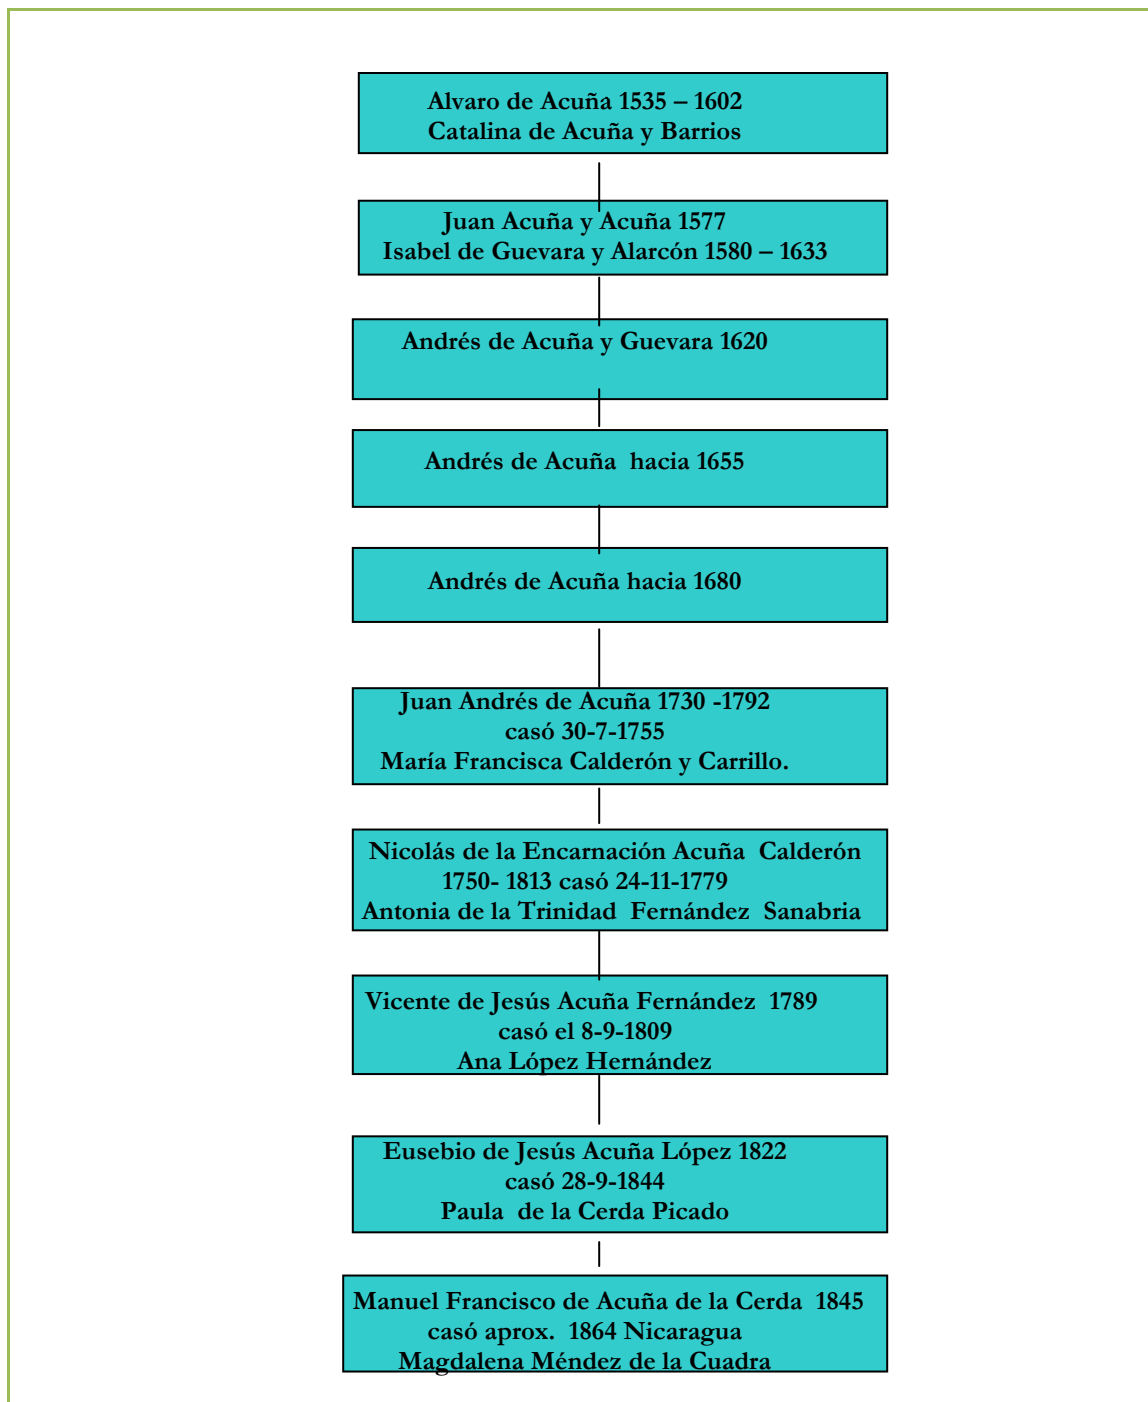 Alvaro de Acuña 1535 – 1602
Catalina de Acuña y Barrios
Juan Acuña y Acuña 1577
Isabel de Guevara y Alarcón 1580 – 1633
Andrés de Acuña y Guevara 1620
Andrés de Acuña  hacia 1655
Andrés de Acuña hacia 1680
Juan Andrés de Acuña 1730 -1792
casó 30-7-1755
María Francisca Calderón y Carrillo.
Nicolás de la Encarnación Acuña  Calderón
1750- 1813 casó 24-11-1779
Antonia de la Trinidad  Fernández  Sanabria
Vicente de Jesús Acuña Fernández  1789
casó el 8-9-1809
Ana López Hernández
Eusebio de Jesús Acuña López 1822
casó 28-9-1844
Paula  de la Cerda Picado
Manuel Francisco de Acuña de la Cerda  1845
casó aprox.  1864 Nicaragua
Magdalena Méndez de la Cuadra